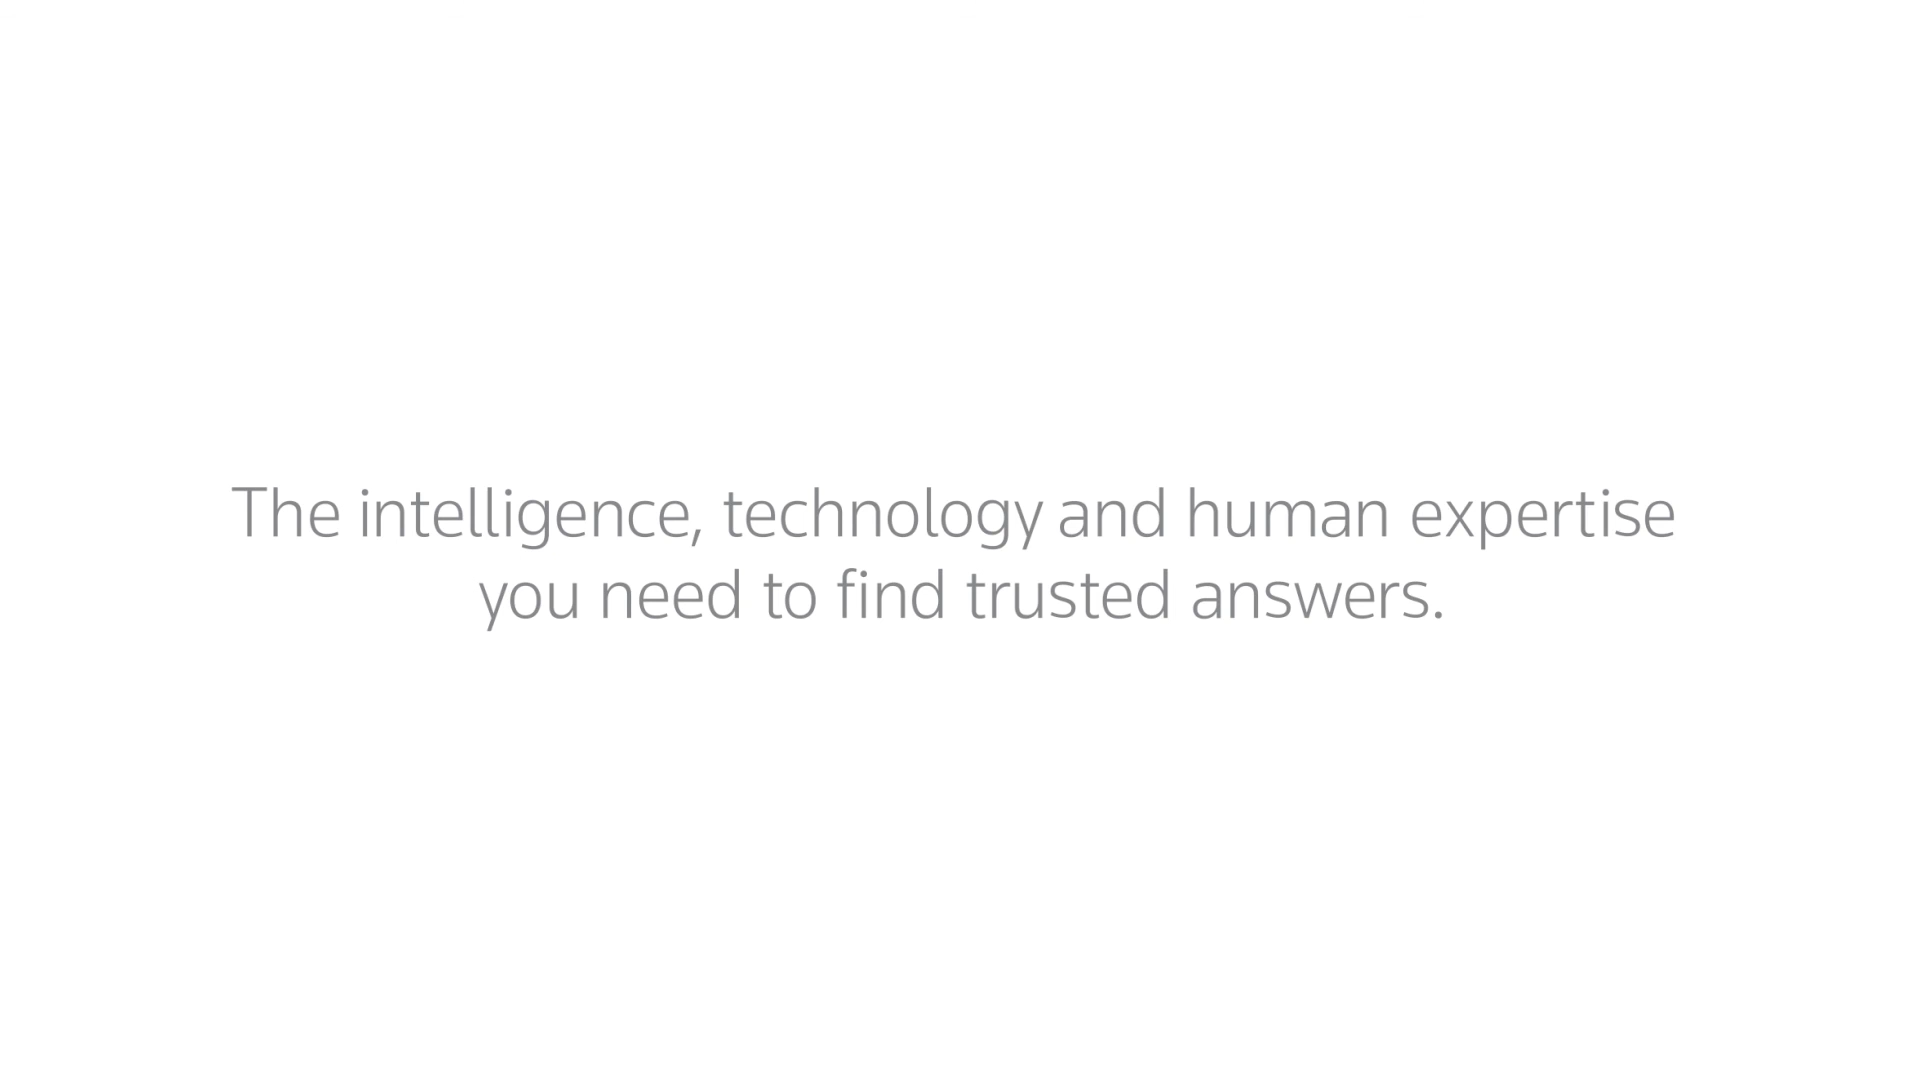 The intelligence, technology and human expertise
you need to find trusted answers.